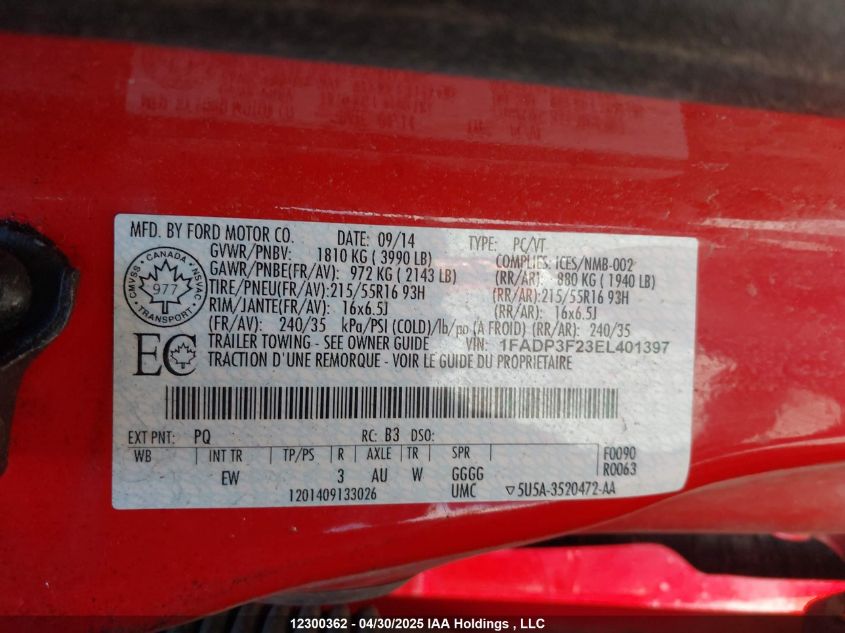 MFD. BY FORD MOTOR CO. DATE: 09/14 TYPE: PC/VT
GVWR/PNBV: 1810 KG ( 3990 LB) COMPLIES: ICES/NMB-002
GAWR/PNBE(FR/AV): 972 KG ( 2143 LB) (RR/AR): 880 KG ( 1940 LB)
TIRE/PNEU(FR/AV):215/55R16 93H (RR/AR):215/55R16 93H
RIM/JANTE(FR/AV): 16x6.5J (RR/AR): 16x6.5J
(FR/AV): 240/35 kPa/PSI (COLD)/lb/po (A FROID) (RR/AR): 240/35
TRAILER TOWING - SEE OWNER GUIDE VIN: 1FADP3F23EL401397
TRACTION D'UNE REMORQUE - VOIR LE GUIDE DU PROPRIETAIRE
CANADA
CMVSS 977 NSVAC
TRANSPORT
EC
EXT PNT: PQ RC: B3 DSO:
WB INT TR TP/PS R AXLE TR SPR F0090
EW 3 AU W GGGG R0063
1201409133026 UMC ▽5U5A-3520472-AA
12300362 - 04/30/2025 IAA Holdings , LLC